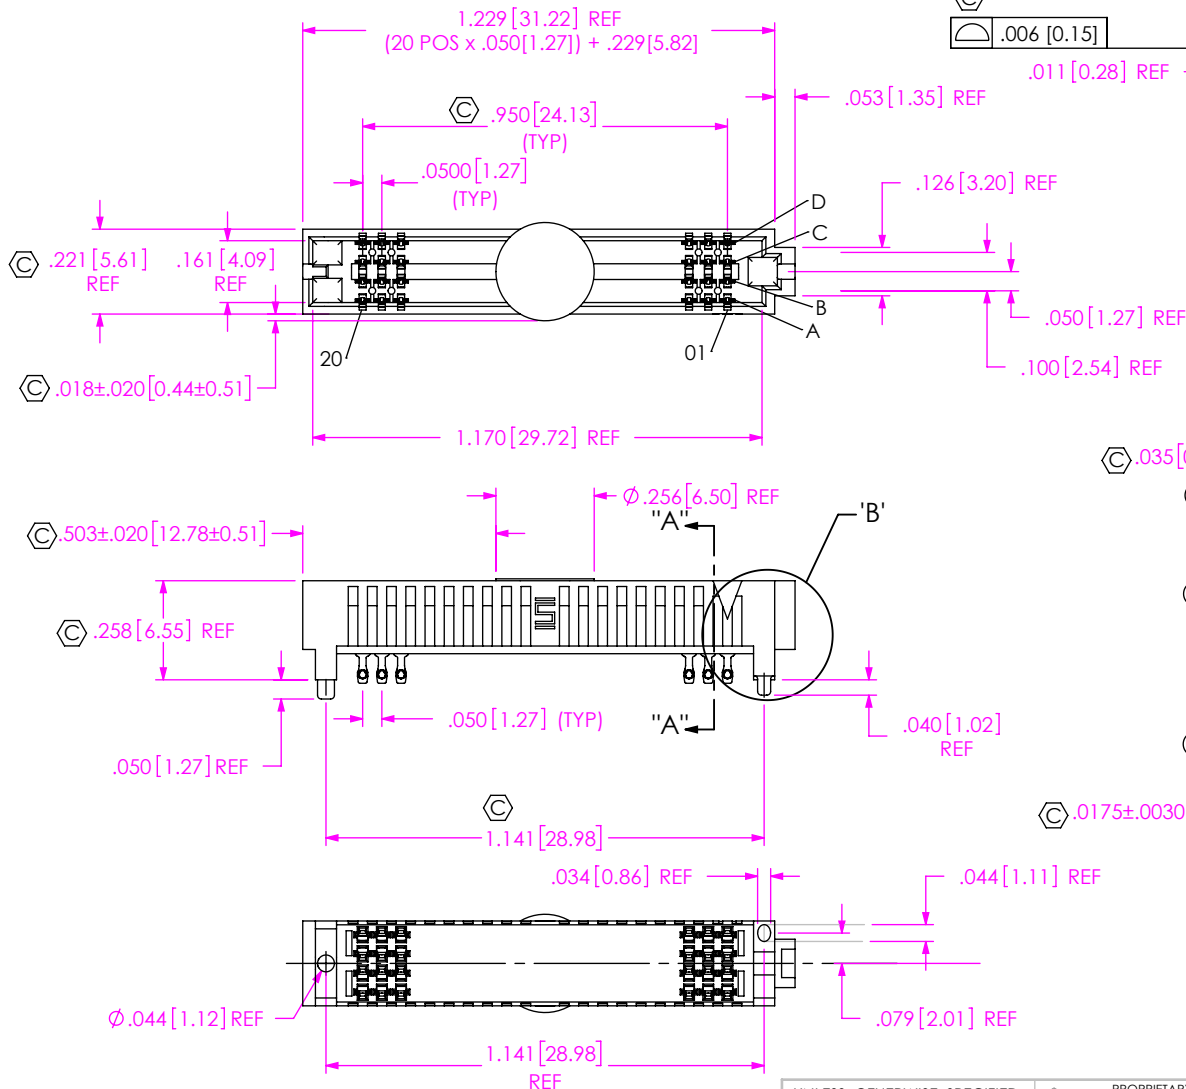 1.229 [31.22] REF
(20 POS x .050[1.27]) + .229[5.82]
C
.006 [0.15]
.011 [0.28] REF
.053 [1.35] REF
C .950 [24.13]
(TYP)
.0500 [1.27]
(TYP)
.126 [3.20] REF
D
C
C .221 [5.61]
REF
.161 [4.09]
REF
B
A
.050 [1.27] REF
20
01
.100 [2.54] REF
C .018±.020 [0.44±0.51]
1.170 [29.72] REF
C .035
Ø.256 [6.50] REF
"A"
'B'
C .503±.020 [12.78±0.51]
C .258 [6.55] REF
.050 [1.27] (TYP)
"A"
.040 [1.02]
REF
.050 [1.27] REF
C
1.141 [28.98]
C .0175±.0030
.034 [0.86] REF
.044 [1.11] REF
Ø.044 [1.12] REF
.079 [2.01] REF
1.141 [28.98]
REF
UNLESS OTHERWISE SPECIFIED